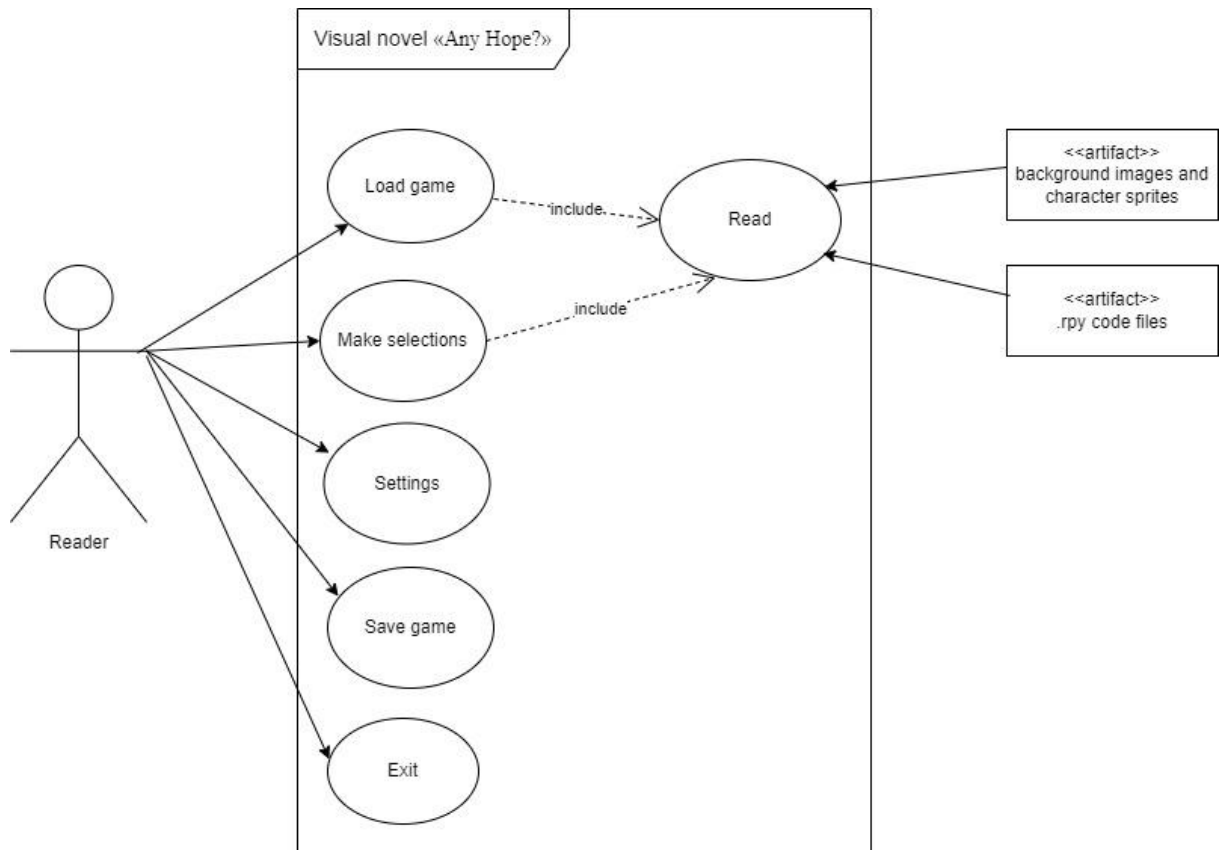 Visual novel «Any Hope?»
Load game
include
Read
<<artifact>>
background images and
character sprites
Make selections
include
<<artifact>>
.rpy code files
Settings
Reader
Save game
Exit